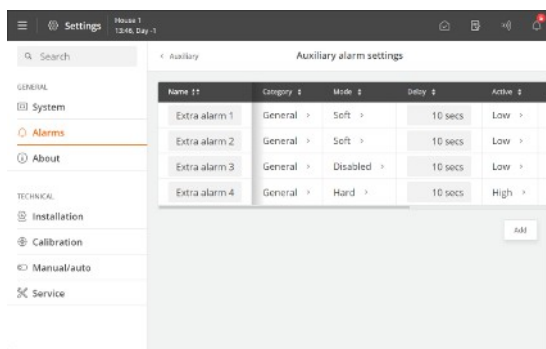 Settings
House 1
13:46, Day -1
Search
Auxiliary
Auxiliary alarm settings
GENERAL
System
Alarms
About
TECHNICAL
Installation
Calibration
Manual/auto
Service
Name Category Mode Delay Active
Extra alarm 1 General Soft 10 secs Low
Extra alarm 2 General Soft 10 secs Low
Extra alarm 3 General Disabled 10 secs Low
Extra alarm 4 General Hard 10 secs High
Add